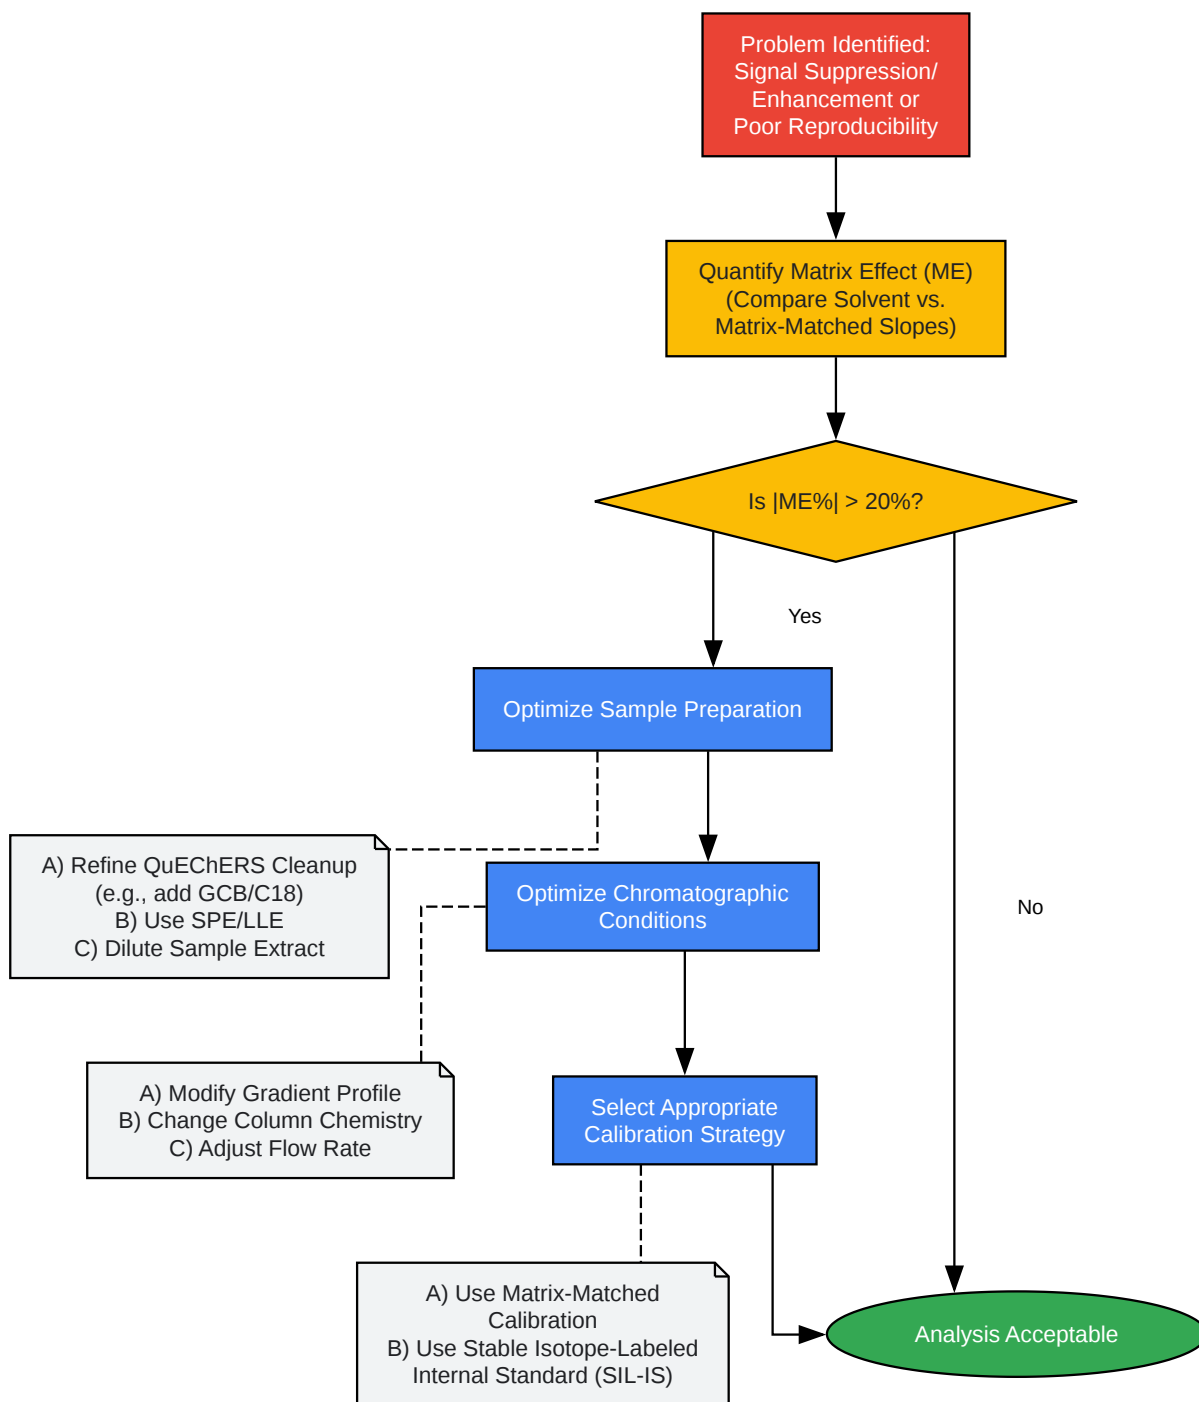 Problem Identified:
Signal Suppression/
Enhancement or
Poor Reproducibility
Quantify Matrix Effect (ME)
(Compare Solvent vs.
Matrix-Matched Slopes)
Is |ME%| > 20%?
Yes
Optimize Sample Preparation
A) Refine QuEChERS Cleanup
(e.g., add GCB/C18)
B) Use SPE/LLE
C) Dilute Sample Extract
Optimize Chromatographic
Conditions
No
A) Modify Gradient Profile
B) Change Column Chemistry
C) Adjust Flow Rate
Select Appropriate
Calibration Strategy
A) Use Matrix-Matched
Calibration
B) Use Stable Isotope-Labeled
Internal Standard (SIL-IS)
Analysis Acceptable